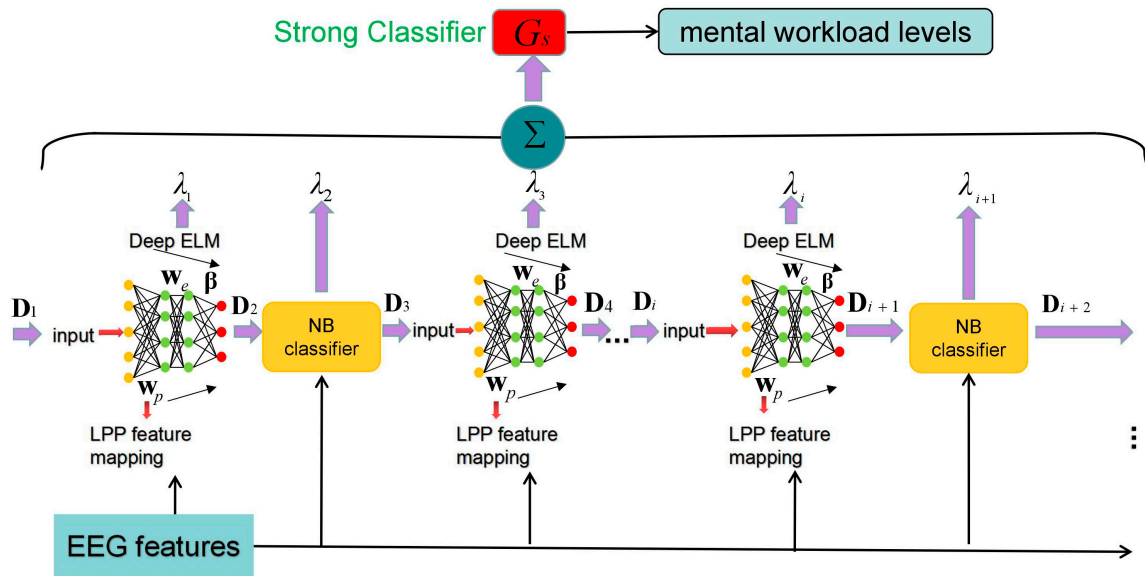 Strong Classifier G_s mental workload levels
Σ
λ_1 λ_2 λ_3 λ_i λ_{i+1}
Deep ELM Deep ELM Deep ELM
w_e β w_e β w_e β
D_1 D_2 D_3 D_4 D_i D_{i+1} D_{i+2}
input NB classifier input ... input NB classifier
w_p w_p w_p
LPP feature LPP feature LPP feature
mapping mapping mapping
EEG features